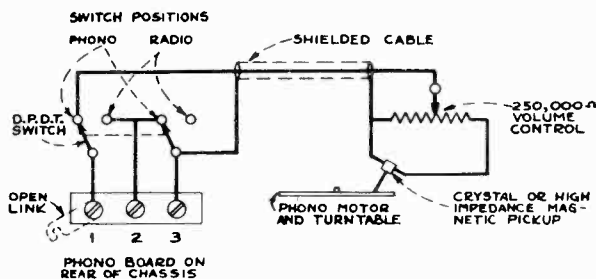 SWITCH POSITIONS
PHONO RADIO
SHIELDED CABLE
D.P.D.T.
SWITCH
250,000Ω
VOLUME
CONTROL
OPEN
LINK
1 2 3
PHONO BOARD ON
REAR OF CHASSIS
PHONO MOTOR
AND TURNTABLE
CRYSTAL OR HIGH
IMPEDANCE MAG-
NETIC PICKUP